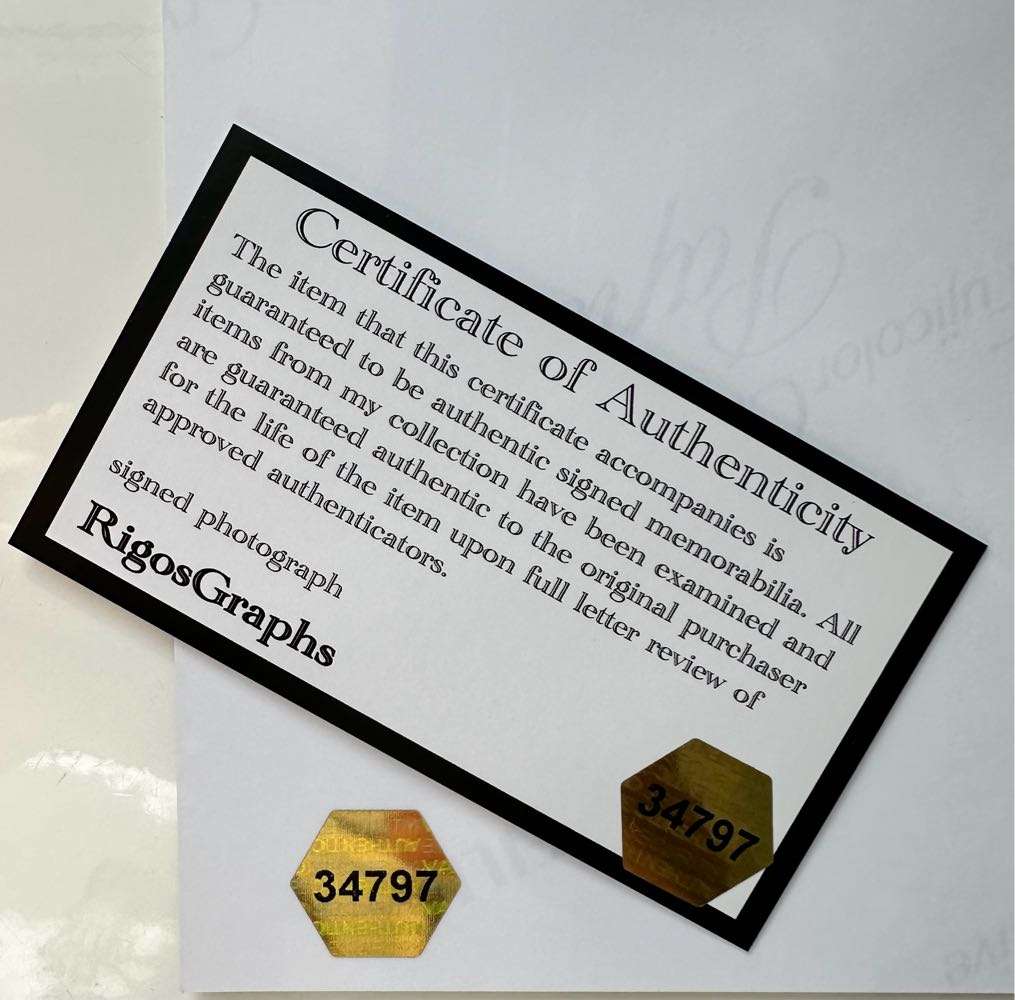 Certificate of Authenticity
The item that this certificate accompanies is
guaranteed to be authentic signed memorabilia. All
items from my collection have been examined and
are guaranteed authentic to the original purchaser
for the life of the item upon full letter review of
approved authenticators.
signed photograph
RigosGraphs
34797
34797